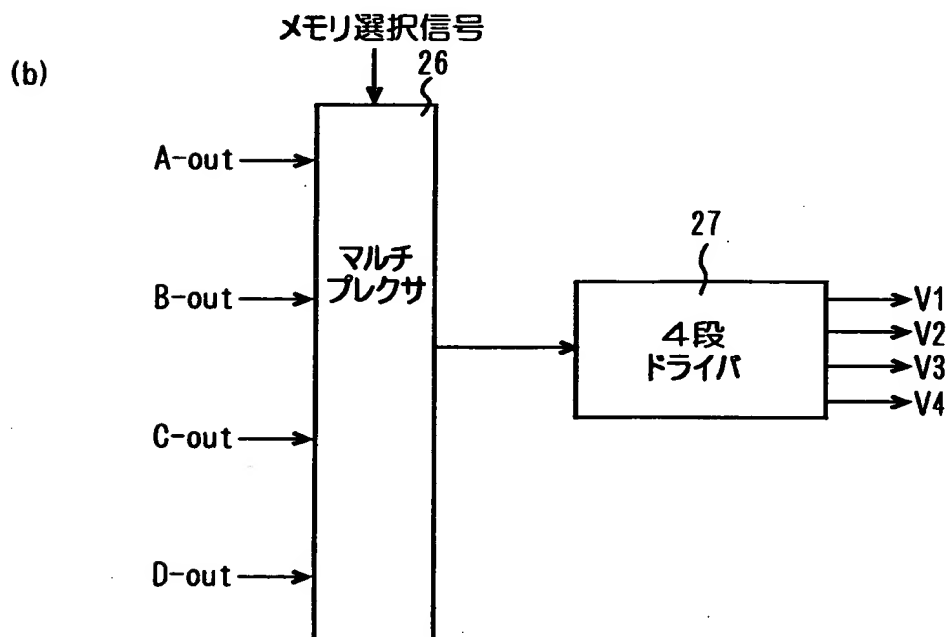 メモリ選択信号
(b)
26
A-out
マルチ
プレクサ
B-out
27
4段
ドライバ
V1
V2
V3
V4
C-out
D-out